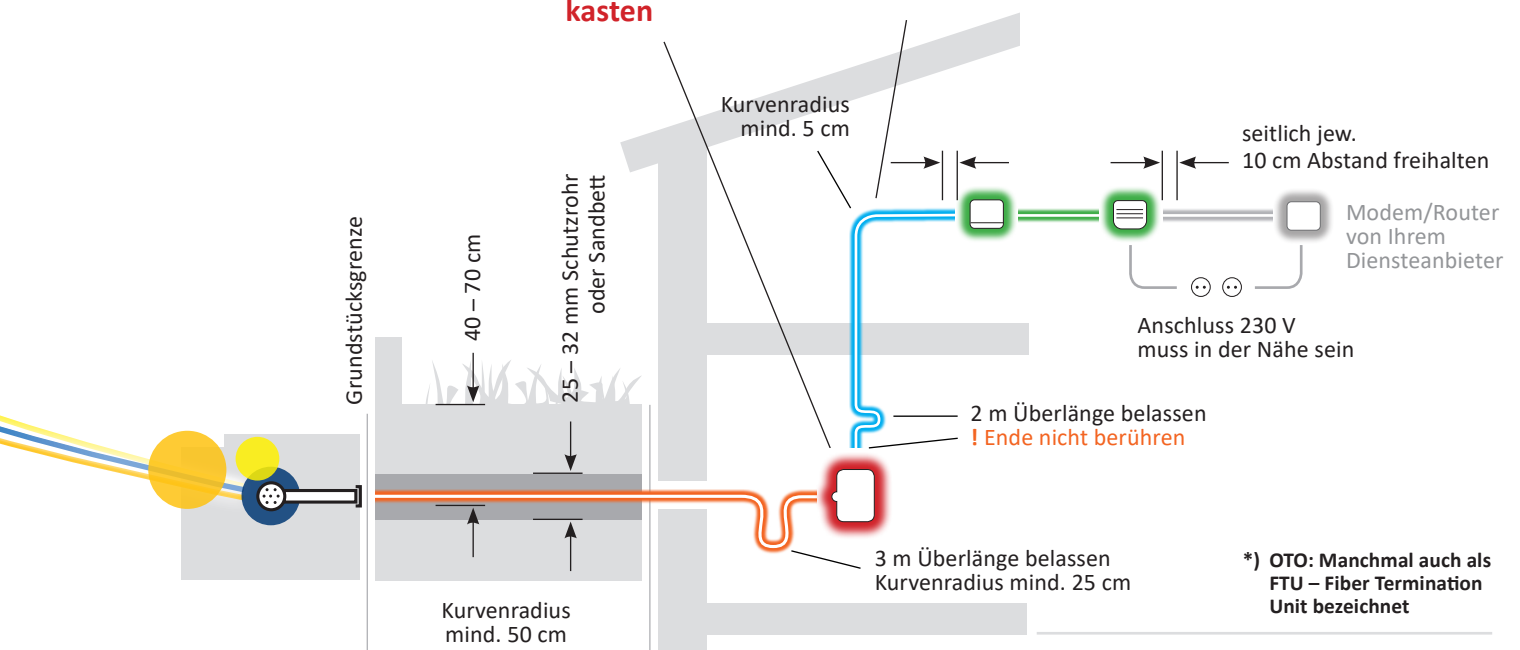 kasten
Kurvenradius
mind. 5 cm
seitlich jew.
10 cm Abstand freihalten
Modem/Router
von Ihrem
Diensteanbieter
Anschluss 230 V
muss in der Nähe sein
Grundstücksgrenze
40 – 70 cm
25 – 32 mm Schutzrohr
oder Sandbett
2 m Überlänge belassen
! Ende nicht berühren
3 m Überlänge belassen
Kurvenradius mind. 25 cm
Kurvenradius
mind. 50 cm
*) OTO: Manchmal auch als
FTU – Fiber Termination
Unit bezeichnet